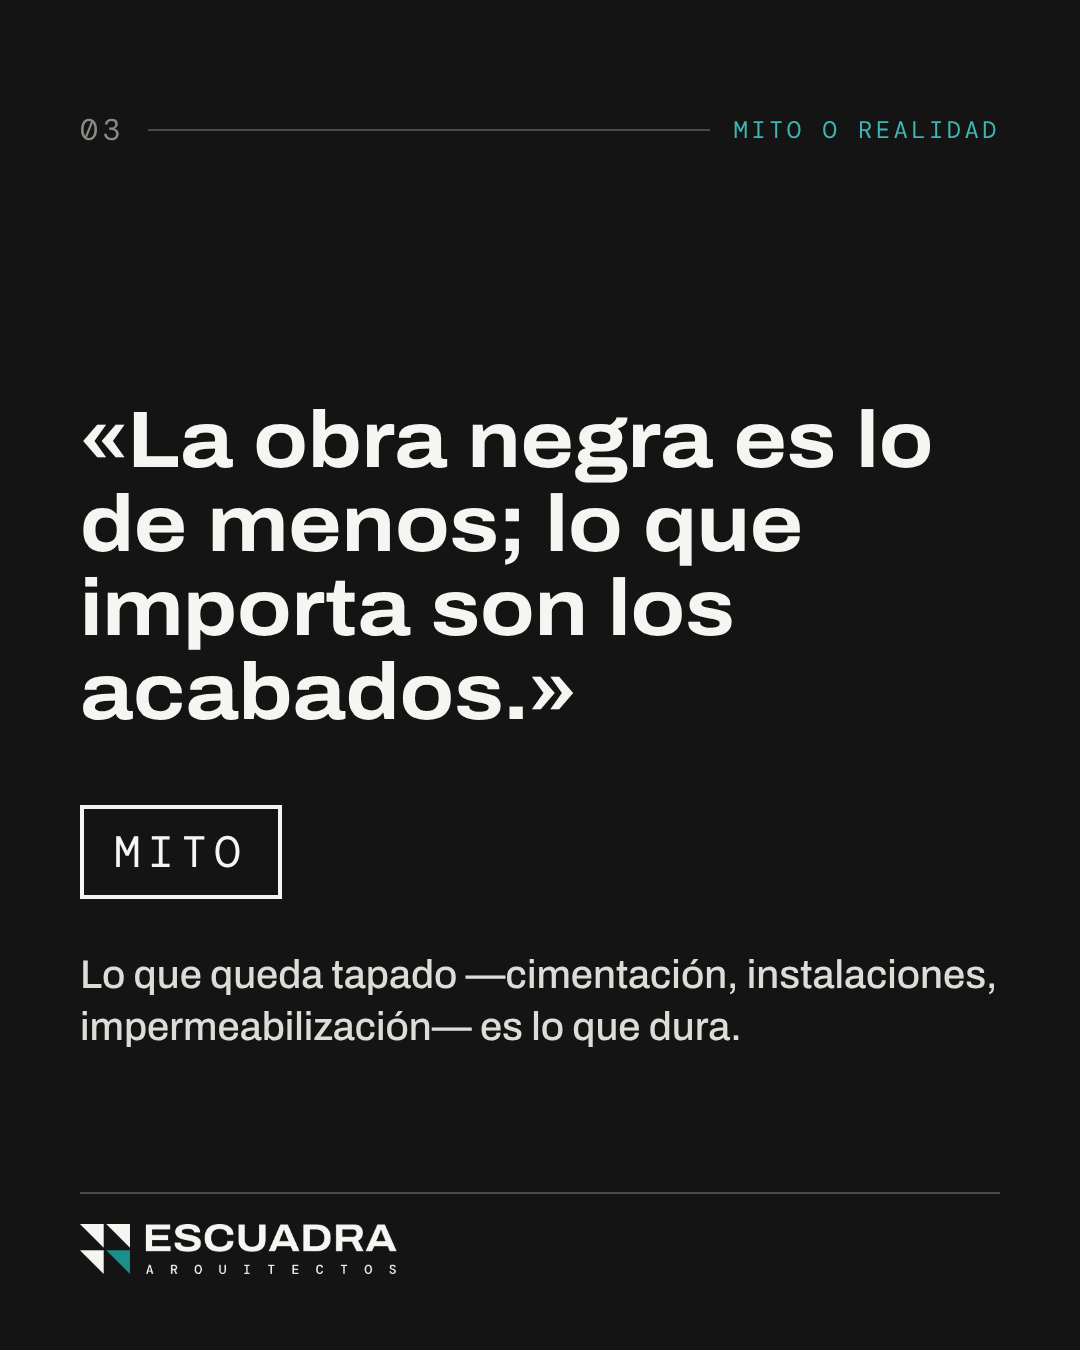 03 MITO O REALIDAD
«La obra negra es lo
de menos; lo que
importa son los
acabados.»
MITO
Lo que queda tapado —cimentación, instalaciones,
impermeabilización— es lo que dura.
ESCUADRA
AROUITECTOS